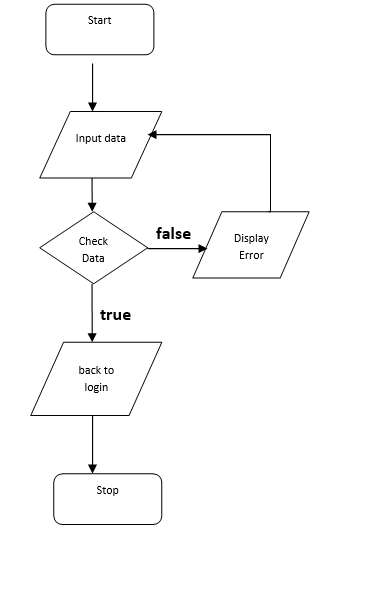 Start
Input data
Check
Data
false
Display
Error
true
back to
login
Stop